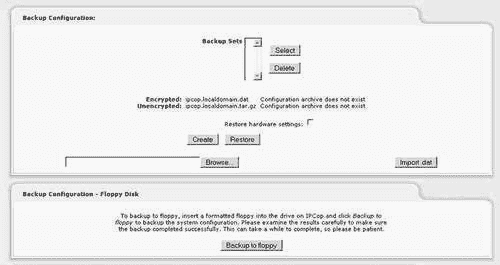 Backup Configuration:
Backup Sets
Select
Delete
Encrypted: ipcop.localdomain.dat Configuration archive does not exist
Unencrypted: ipcop.localdomain.tar.gz Configuration archive does not exist
Restore hardware settings:
Create Restore
Browse... Import .dat
Backup Configuration - Floppy Disk
To backup to floppy, insert a formatted floppy into the drive on IPCop and click Backup to
floppy to backup the system configuration. Please examine the results carefully to make sure
the backup completed successfully. This can take a while to complete, so please be patient.
Backup to floppy